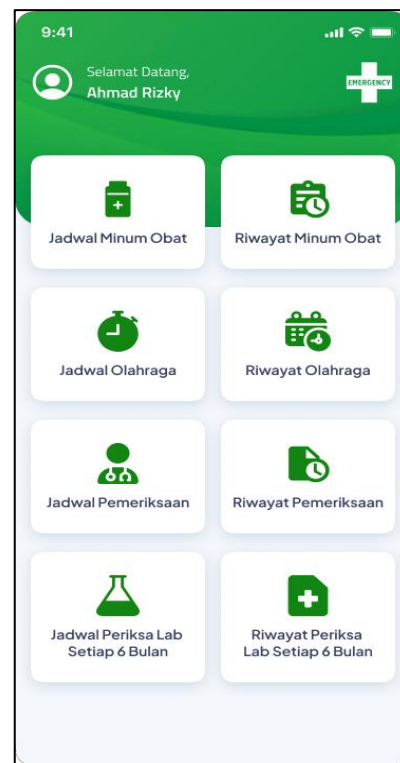 9:41
Selamat Datang,
Ahmad Rizky
EMERGENCY
Jadwal Minum Obat
Riwayat Minum Obat
Jadwal Olahraga
Riwayat Olahraga
Jadwal Pemeriksaan
Riwayat Pemeriksaan
Jadwal Periksa Lab
Setiap 6 Bulan
Riwayat Periksa
Lab Setiap 6 Bulan